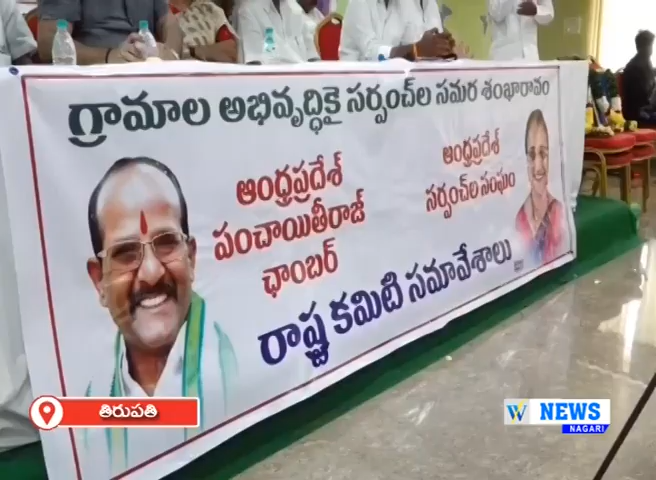 గ్రామాల అభివృద్ధికై సర్పంచ్‌ల సమర శంఖారావం
ఆంధ్రప్రదేశ్
పంచాయితీరాజ్
ఛాంబర్
ఆంధ్రప్రదేశ్
సర్పంచ్‌ల సంఘం
రాష్ట్ర కమిటి సమావేశాలు
తిరుపతి
W NEWS
NAGARI